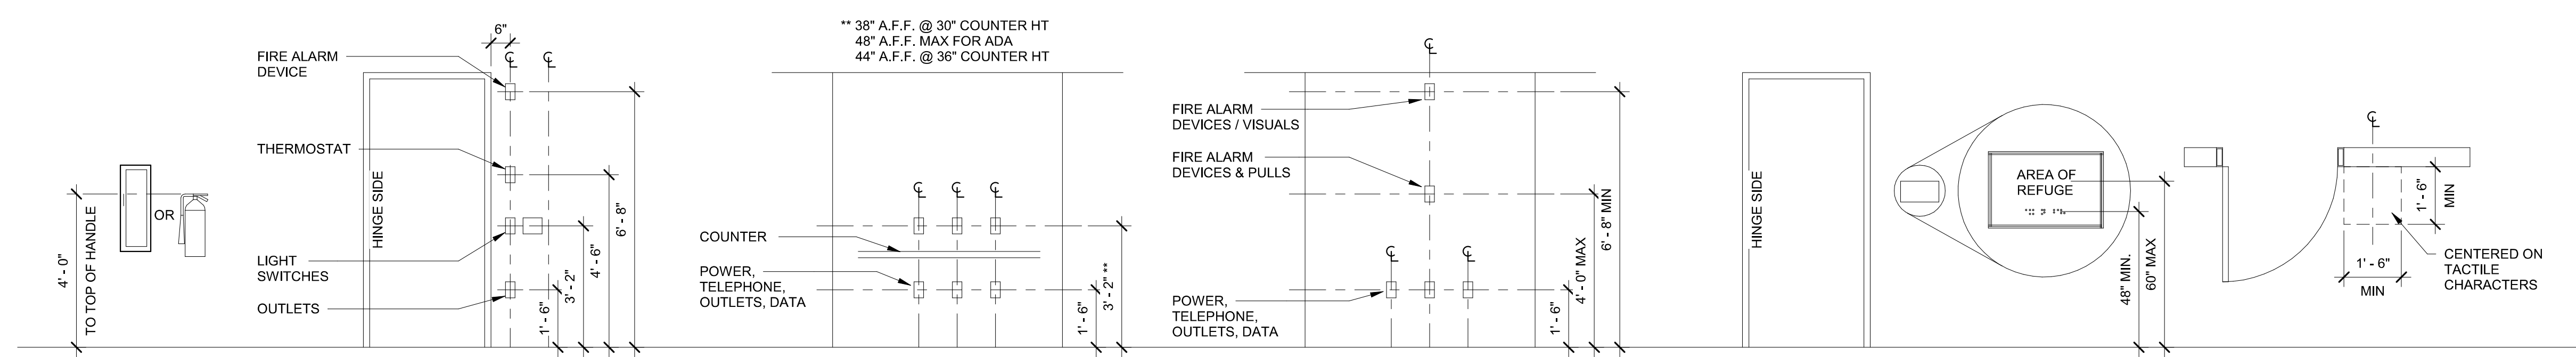 4' - 0"
TO TOP OF HANDLE
OR
FIRE ALARM
DEVICE
THERMOSTAT
LIGHT
SWITCHES
OUTLETS
HINGE SIDE
6"
℄
℄
1' - 6"
3' - 2"
4' - 6"
6' - 8"
** 38" A.F.F. @ 30" COUNTER HT
48" A.F.F. MAX FOR ADA
44" A.F.F. @ 36" COUNTER HT
℄
℄
℄
COUNTER
POWER,
TELEPHONE,
OUTLETS, DATA
1' - 6"
3' - 2" **
℄
FIRE ALARM
DEVICES / VISUALS
FIRE ALARM
DEVICES & PULLS
℄
℄
POWER,
TELEPHONE,
OUTLETS, DATA
1' - 6"
4' - 0" MAX
6' - 8" MIN
HINGE SIDE
AREA OF
REFUGE
48" MIN.
60" MAX
℄
1' - 6"
MIN
1' - 6"
MIN
CENTERED ON
TACTILE
CHARACTERS